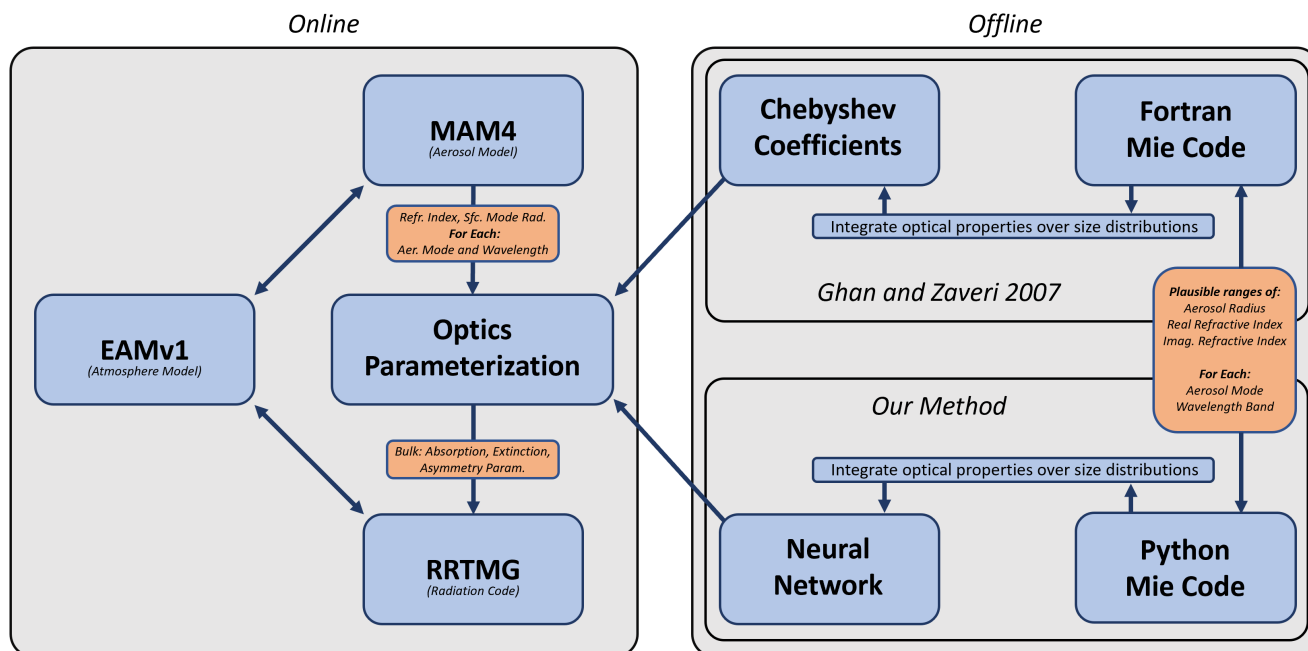 Online
MAM4
(Aerosol Model)
Refr. Index, Sfc. Mode Rad.
For Each:
Aer. Mode and Wavelength
EAMv1
(Atmosphere Model)
Optics
Parameterization
Bulk: Absorption, Extinction,
Asymmetry Param.
RRTMG
(Radiation Code)
Offline
Chebyshev
Coefficients
Fortran
Mie Code
Integrate optical properties over size distributions
Ghan and Zaveri 2007
Plausible ranges of:
Aerosol Radius
Real Refractive Index
Imag. Refractive Index
For Each:
Aerosol Mode
Wavelength Band
Our Method
Integrate optical properties over size distributions
Neural
Network
Python
Mie Code